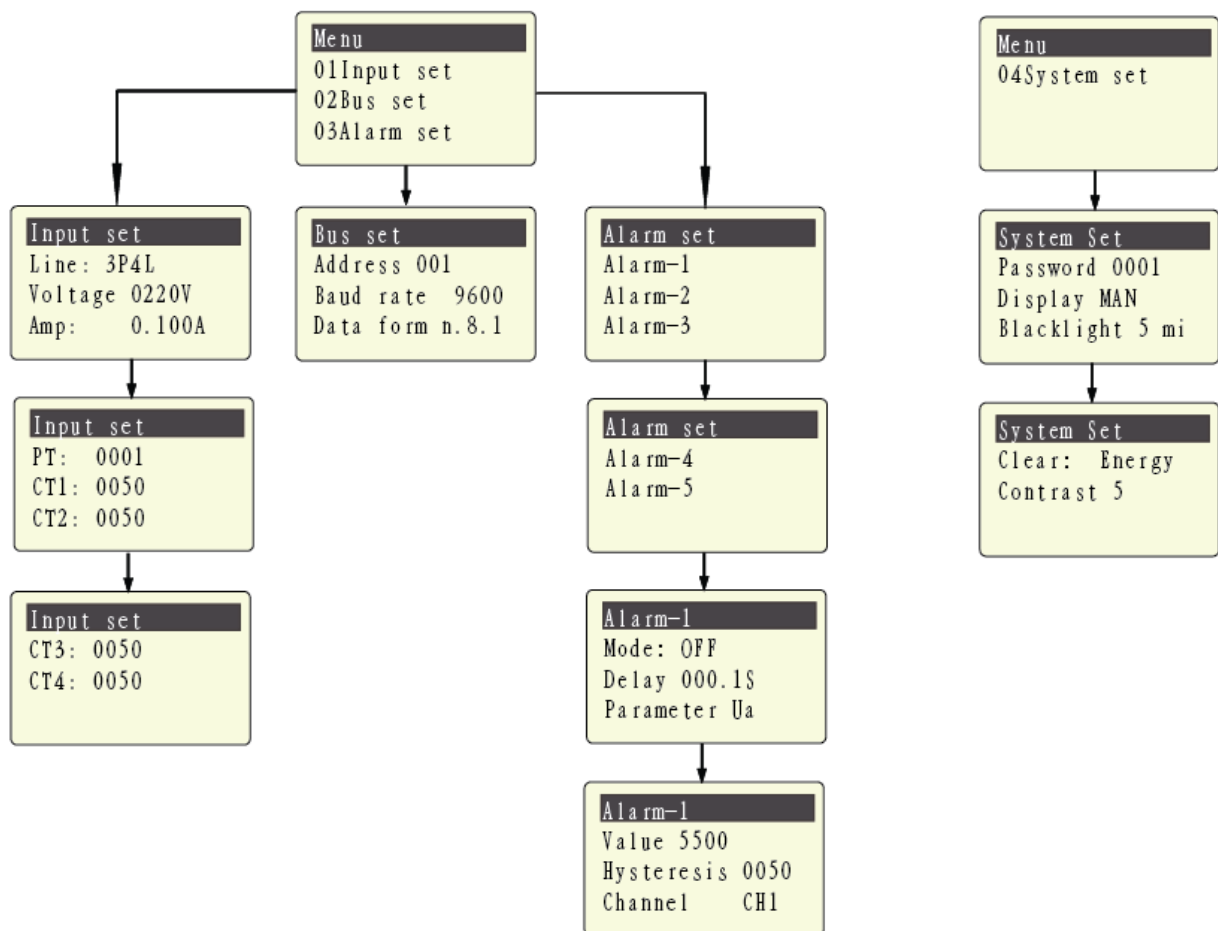 Menu
01Input set
02Bus set
03Alarm set
Menu
04System set
Input set
Line: 3P4L
Voltage 0220V
Amp: 0.100A
Bus set
Address 001
Baud rate 9600
Data form n.8.1
Alarm set
Alarm-1
Alarm-2
Alarm-3
System Set
Password 0001
Display MAN
Blacklight 5 mi
Input set
PT: 0001
CT1: 0050
CT2: 0050
Alarm set
Alarm-4
Alarm-5
System Set
Clear: Energy
Contrast 5
Input set
CT3: 0050
CT4: 0050
Alarm-1
Mode: OFF
Delay 000.1S
Parameter Ua
Alarm-1
Value 5500
Hysteresis 0050
Channel CH1